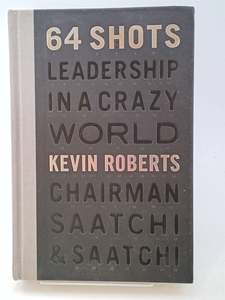 64 SHOTS
LEADERSHIP
IN A CRAZY
WORLD
KEVIN ROBERTS
CHAIRMAN
SAATCHI
& SAATCHI